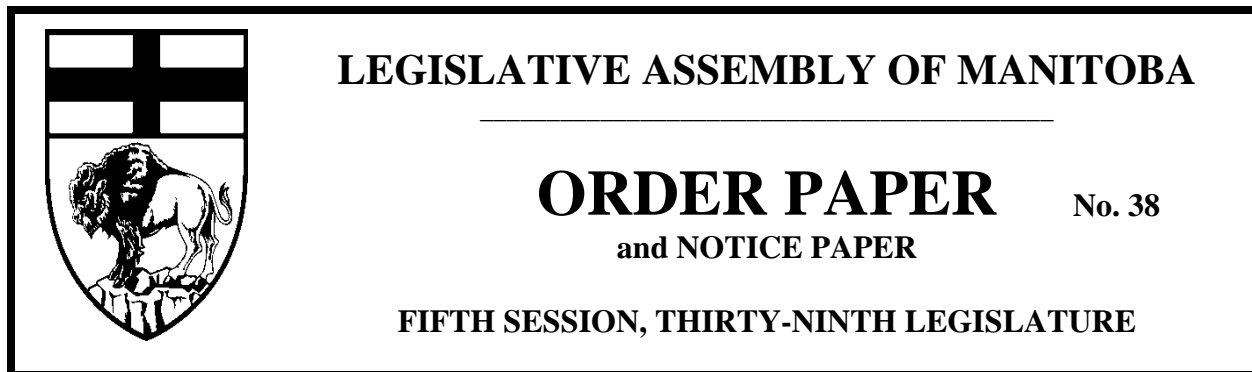 LEGISLATIVE ASSEMBLY OF MANITOBA
ORDER PAPER No. 38
and NOTICE PAPER
FIFTH SESSION, THIRTY-NINTH LEGISLATURE